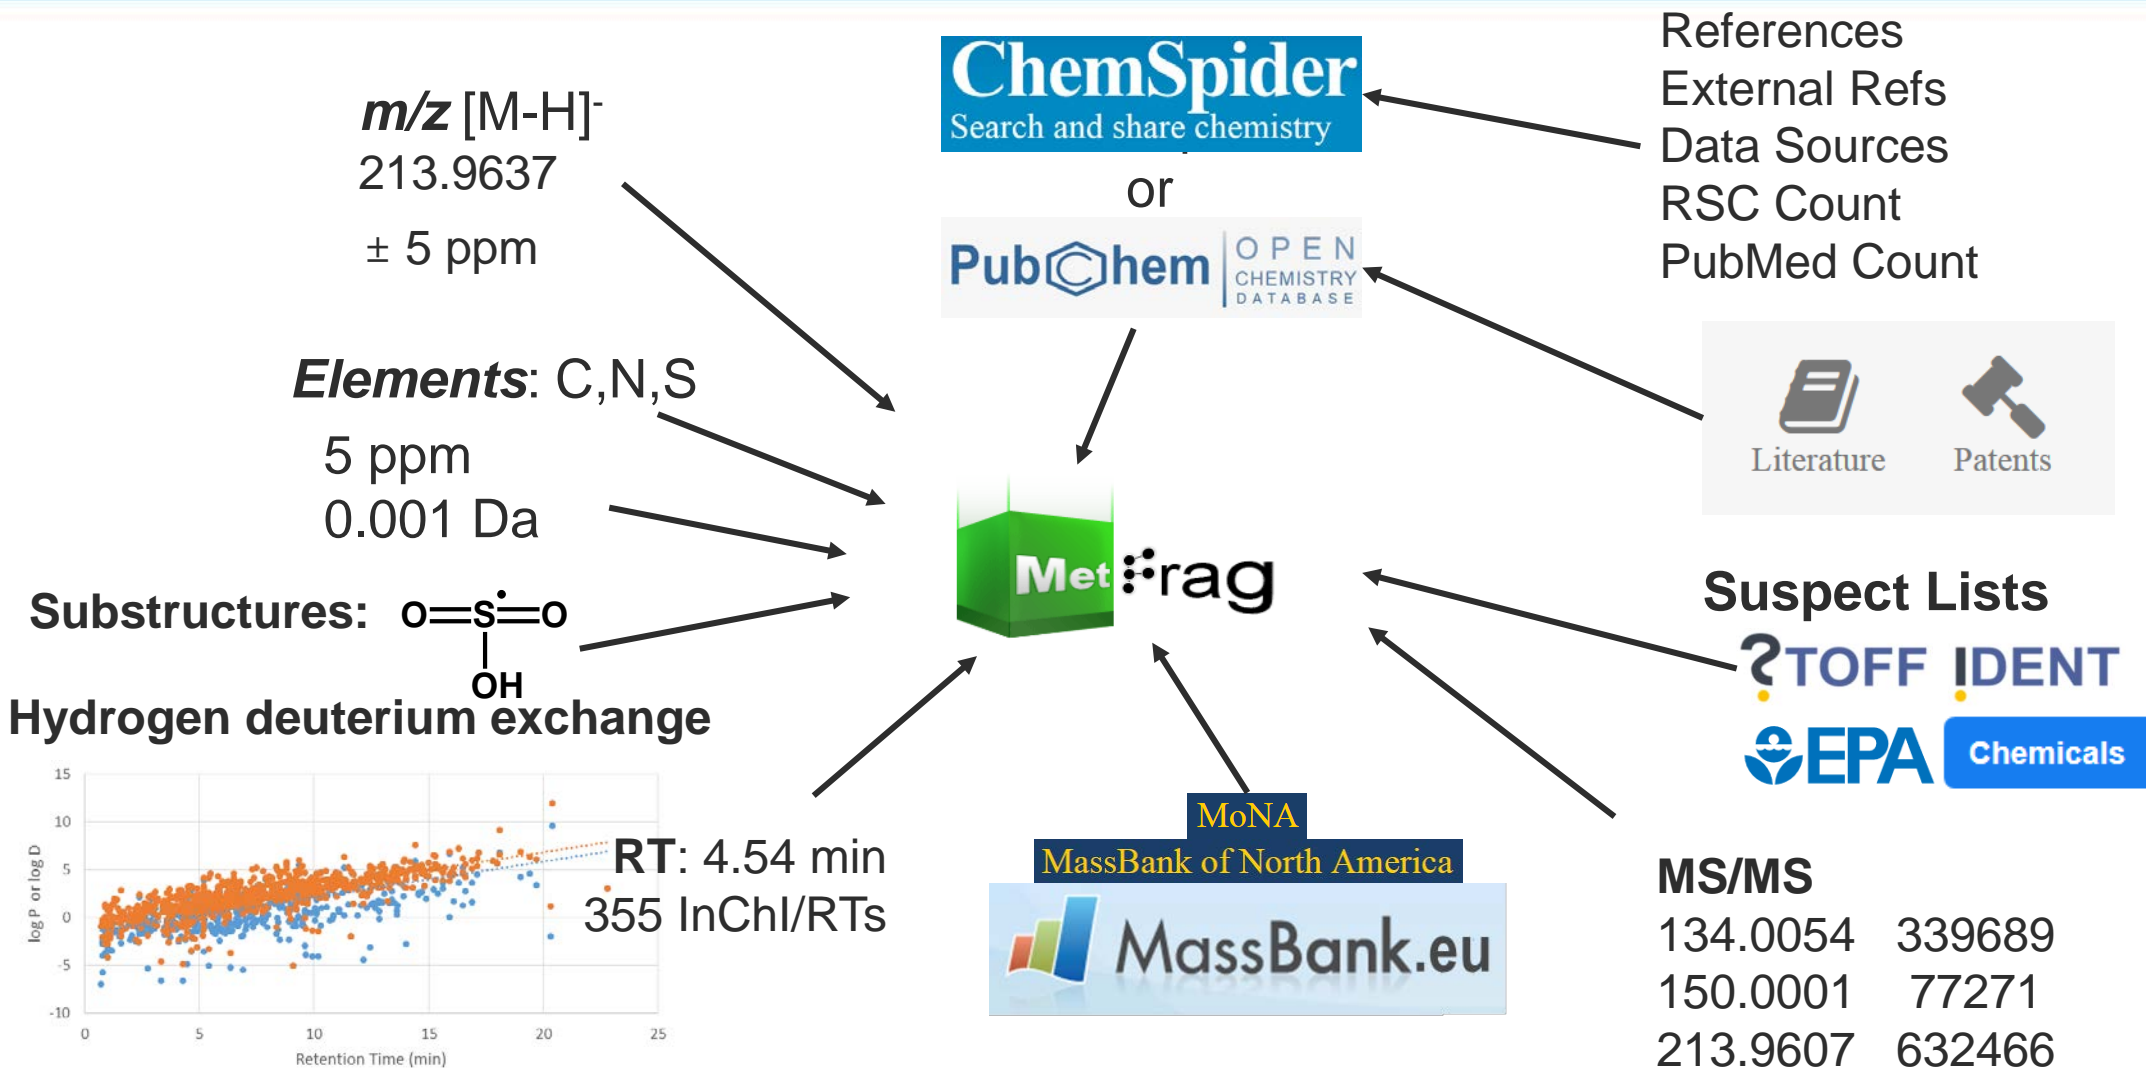 m/z [M-H]-
213.9637
± 5 ppm
Elements: C,N,S
5 ppm
0.001 Da
Substructures:
O=S=O
OH
Hydrogen deuterium exchange
15
10
5
0
-5
-10
log P or log D
0 5 10 15 20 25
Retention Time (min)
RT: 4.54 min
355 InChI/RTs
ChemSpider
Search and share chemistry
or
PubChem
OPEN
CHEMISTRY
DATABASE
MetFrag
MoNA
MassBank of North America
MassBank.eu
References
External Refs
Data Sources
RSC Count
PubMed Count
Literature Patents
Suspect Lists
?TOFF IDENT
EPA Chemicals
MS/MS
134.0054 339689
150.0001 77271
213.9607 632466